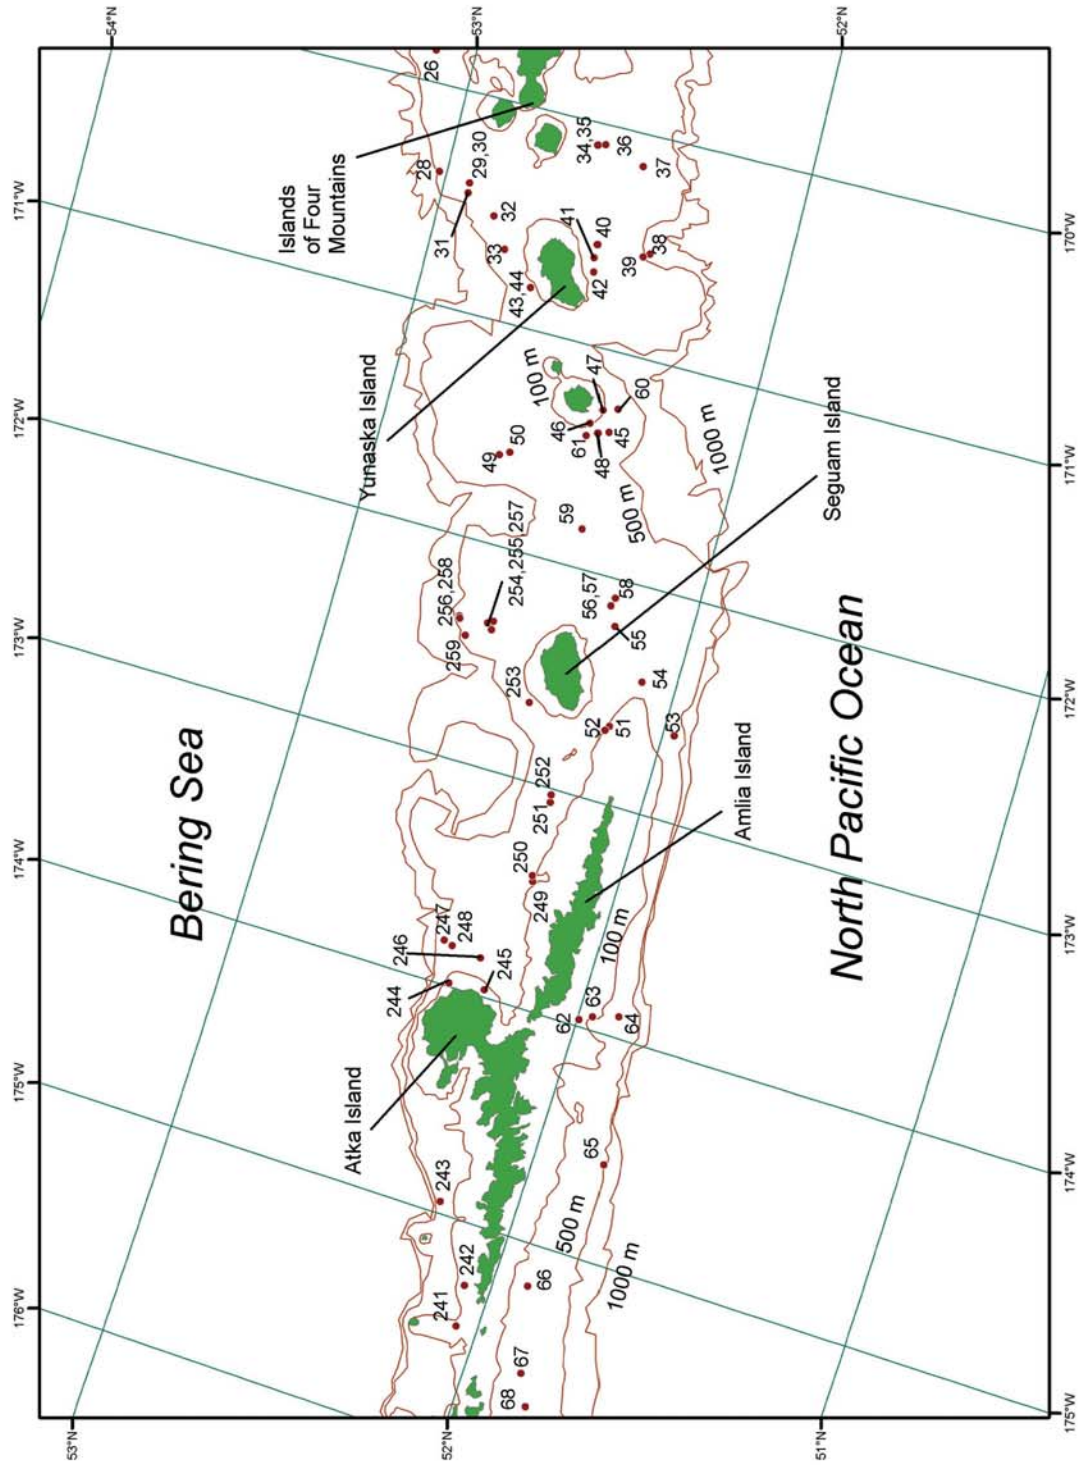 176°W
175°W
174°W
173°W
172°W
171°W
54°N
53°N
53°N
52°N
52°N
51°N
175°W
174°W
173°W
172°W
171°W
170°W
Bering Sea
North Pacific Ocean
Atka Island
Amlia Island
Seguam Island
Yunaska Island
Islands
of Four
Mountains
100 m
500 m
1000 m
100 m
500 m
1000 m
241
242
243
244
246
247
248
245
249
250
251
252
253
259
256,258
254,255,257
49
50
43,44
33
32
31
29,30
28
26
68
67
66
65
62
63
64
52
51
53
54
55
56,57
58
59
61
46
48
45
47
60
42
41
40
39
38
37
36
34,35